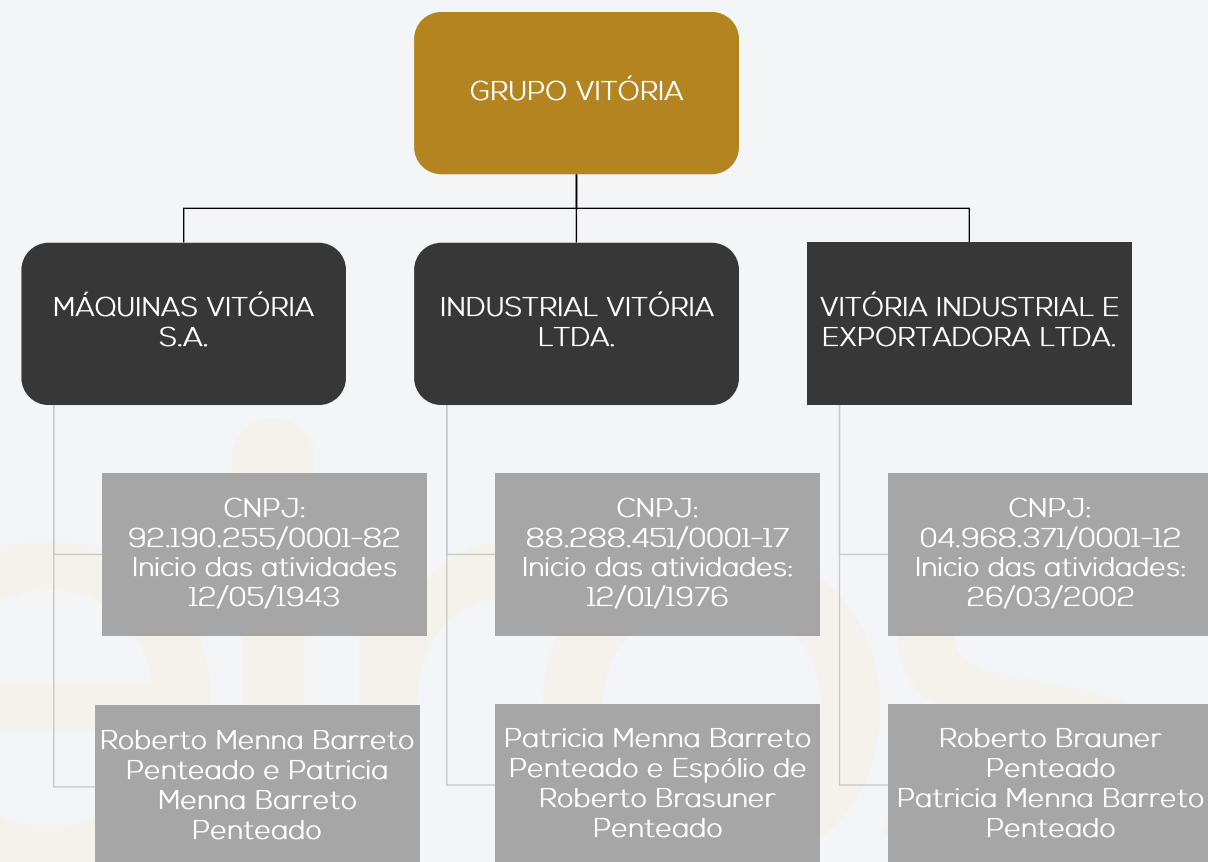 GRUPO VITÓRIA
MÁQUINAS VITÓRIA
S.A.
INDUSTRIAL VITÓRIA
LTDA.
VITÓRIA INDUSTRIAL E
EXPORTADORA LTDA.
CNPJ:
92.190.255/0001-82
Inicio das atividades
12/05/1943
CNPJ:
88.288.451/0001-17
Inicio das atividades:
12/01/1976
CNPJ:
04.968.371/0001-12
Inicio das atividades:
26/03/2002
Roberto Menna Barreto
Penteado e Patricia
Menna Barreto
Penteado
Patricia Menna Barreto
Penteado e Espólio de
Roberto Brasuner
Penteado
Roberto Brauner
Penteado
Patricia Menna Barreto
Penteado